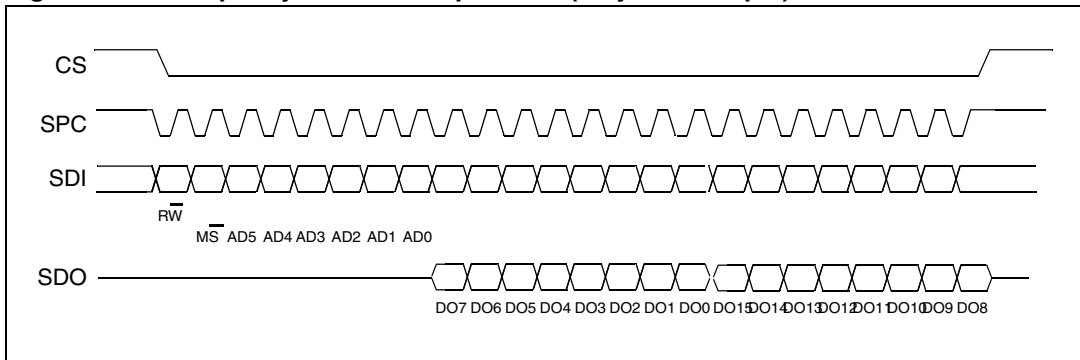 CS
SPC
SDI
RW
MS AD5 AD4 AD3 AD2 AD1 AD0
SDO
DO7 DO6 DO5 DO4 DO3 DO2 DO1 DO0 DO15 DO14 DO13 DO12 DO11 DO10 DO9 DO8